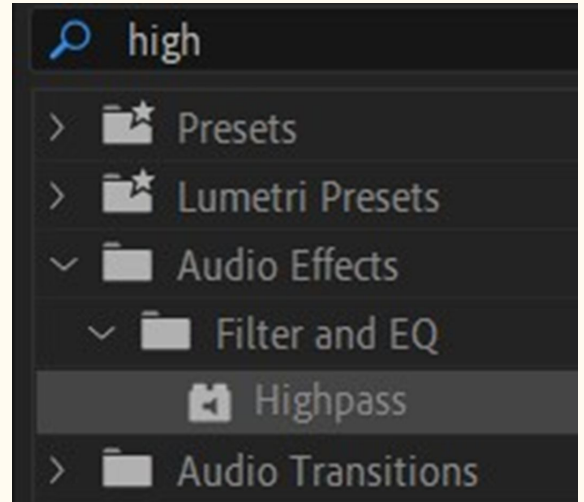 high
Presets
Lumetri Presets
Audio Effects
Filter and EQ
Highpass
Audio Transitions